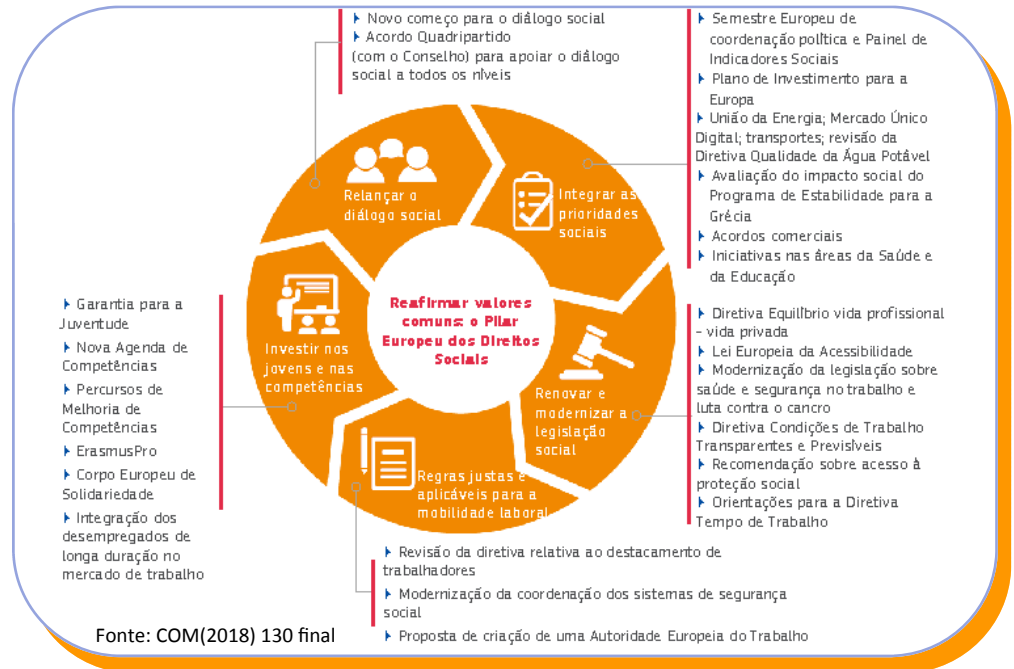 ▸ Novo começo para o diálogo social
▸ Acordo Quadripartido
(com o Conselho) para apoiar o diálogo
social a todos os níveis
▸ Semestre Europeu de
coordenação política e Painel de
Indicadores Sociais
▸ Plano de Investimento para a
Europa
▸ União da Energia; Mercado Único
Digital; transportes; revisão da
Diretiva Qualidade da Água Potável
▸ Avaliação do impacto social do
Programa de Estabilidade para a
Grécia
▸ Acordos comerciais
▸ Iniciativas nas áreas da Saúde e
da Educação
Relançar o
diálogo social
Integrar as
prioridades
sociais
Reafirmar valores
comuns: o Pilar
Europeu dos Direitos
Sociais
Investir nos
jovens e nas
competências
Renovar e
modernizar a
legislação
social
Regras justas e
aplicáveis para a
mobilidade laboral
▸ Garantia para a
Juventude
▸ Nova Agenda de
Competências
▸ Percursos de
Melhoria de
Competências
▸ ErasmusPro
▸ Corpo Europeu de
Solidariedade
▸ Integração dos
desempregados de
longa duração no
mercado de trabalho
▸ Diretiva Equilíbrio vida profissional
– vida privada
▸ Lei Europeia da Acessibilidade
▸ Modernização da legislação sobre
saúde e segurança no trabalho e
luta contra o cancro
▸ Diretiva Condições de Trabalho
Transparentes e Previsíveis
▸ Recomendação sobre acesso à
proteção social
▸ Orientações para a Diretiva
Tempo de Trabalho
▸ Revisão da diretiva relativa ao destacamento de
trabalhadores
▸ Modernização da coordenação dos sistemas de segurança
social
▸ Proposta de criação de uma Autoridade Europeia do Trabalho
Fonte: COM(2018) 130 final